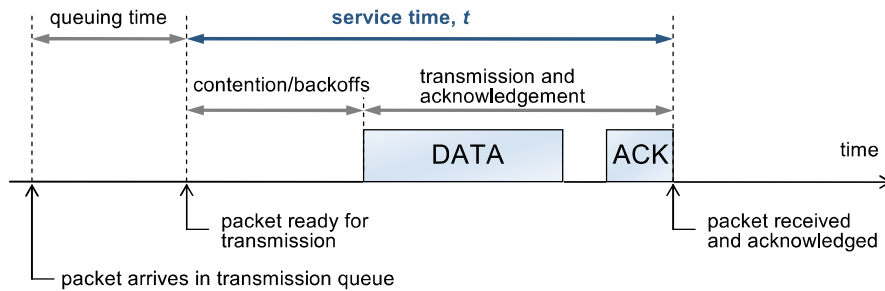 queuing time
service time, t
contention/backoffs
transmission and
acknowledgement
DATA
ACK
time
packet ready for
transmission
packet received
and acknowledged
packet arrives in transmission queue